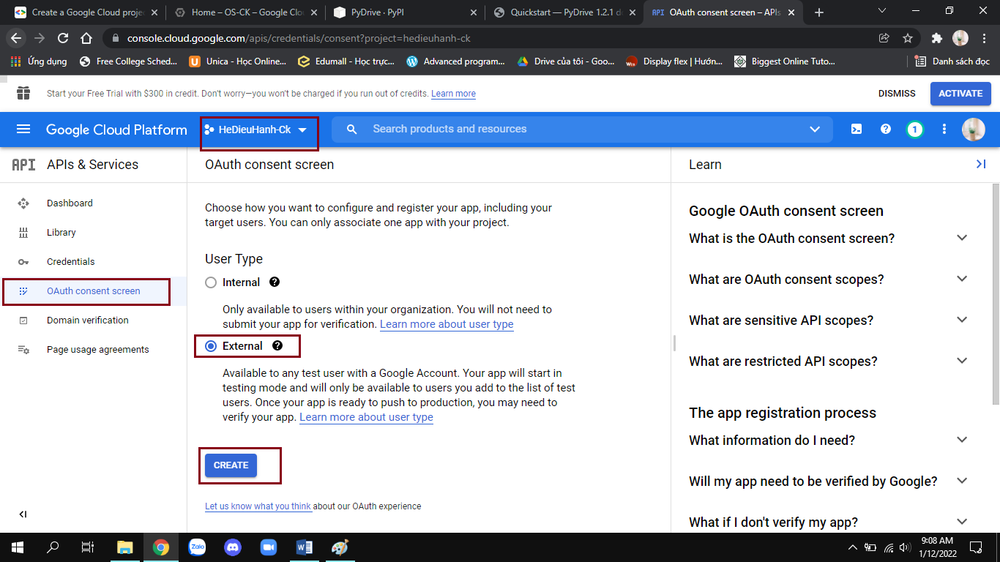 Create a Google Cloud proje
Home – OS-CK – Google Clou
PyDrive · PyPI
Quickstart — PyDrive 1.2.1 d
API OAuth consent screen – APIs
console.cloud.google.com/apis/credentials/consent?project=hedieuhanh-ck
Ứng dụng
Free College Sched...
Unica - Học Online...
Edumall - Học trực...
Advanced program...
Drive của tôi - Goo...
Display flex | Hướn...
Biggest Online Tuto...
Danh sách đọc
Start your Free Trial with $300 in credit. Don't worry—you won't be charged if you run out of credits. Learn more
DISMISS
ACTIVATE
Google Cloud Platform
HeDieuHanh-Ck
Search products and resources
1
API APIs & Services
Dashboard
Library
Credentials
OAuth consent screen
Domain verification
Page usage agreements
OAuth consent screen
Choose how you want to configure and register your app, including your
target users. You can only associate one app with your project.
User Type
Internal
Only available to users within your organization. You will not need to
submit your app for verification. Learn more about user type
External
Available to any test user with a Google Account. Your app will start in
testing mode and will only be available to users you add to the list of test
users. Once your app is ready to push to production, you may need to
verify your app. Learn more about user type
CREATE
Let us know what you think about our OAuth experience
Learn
Google OAuth consent screen
What is the OAuth consent screen?
What are OAuth consent scopes?
What are sensitive API scopes?
What are restricted API scopes?
The app registration process
What information do I need?
Will my app need to be verified by Google?
What if I don't verify my app?
Zalo
9:08 AM
1/12/2022